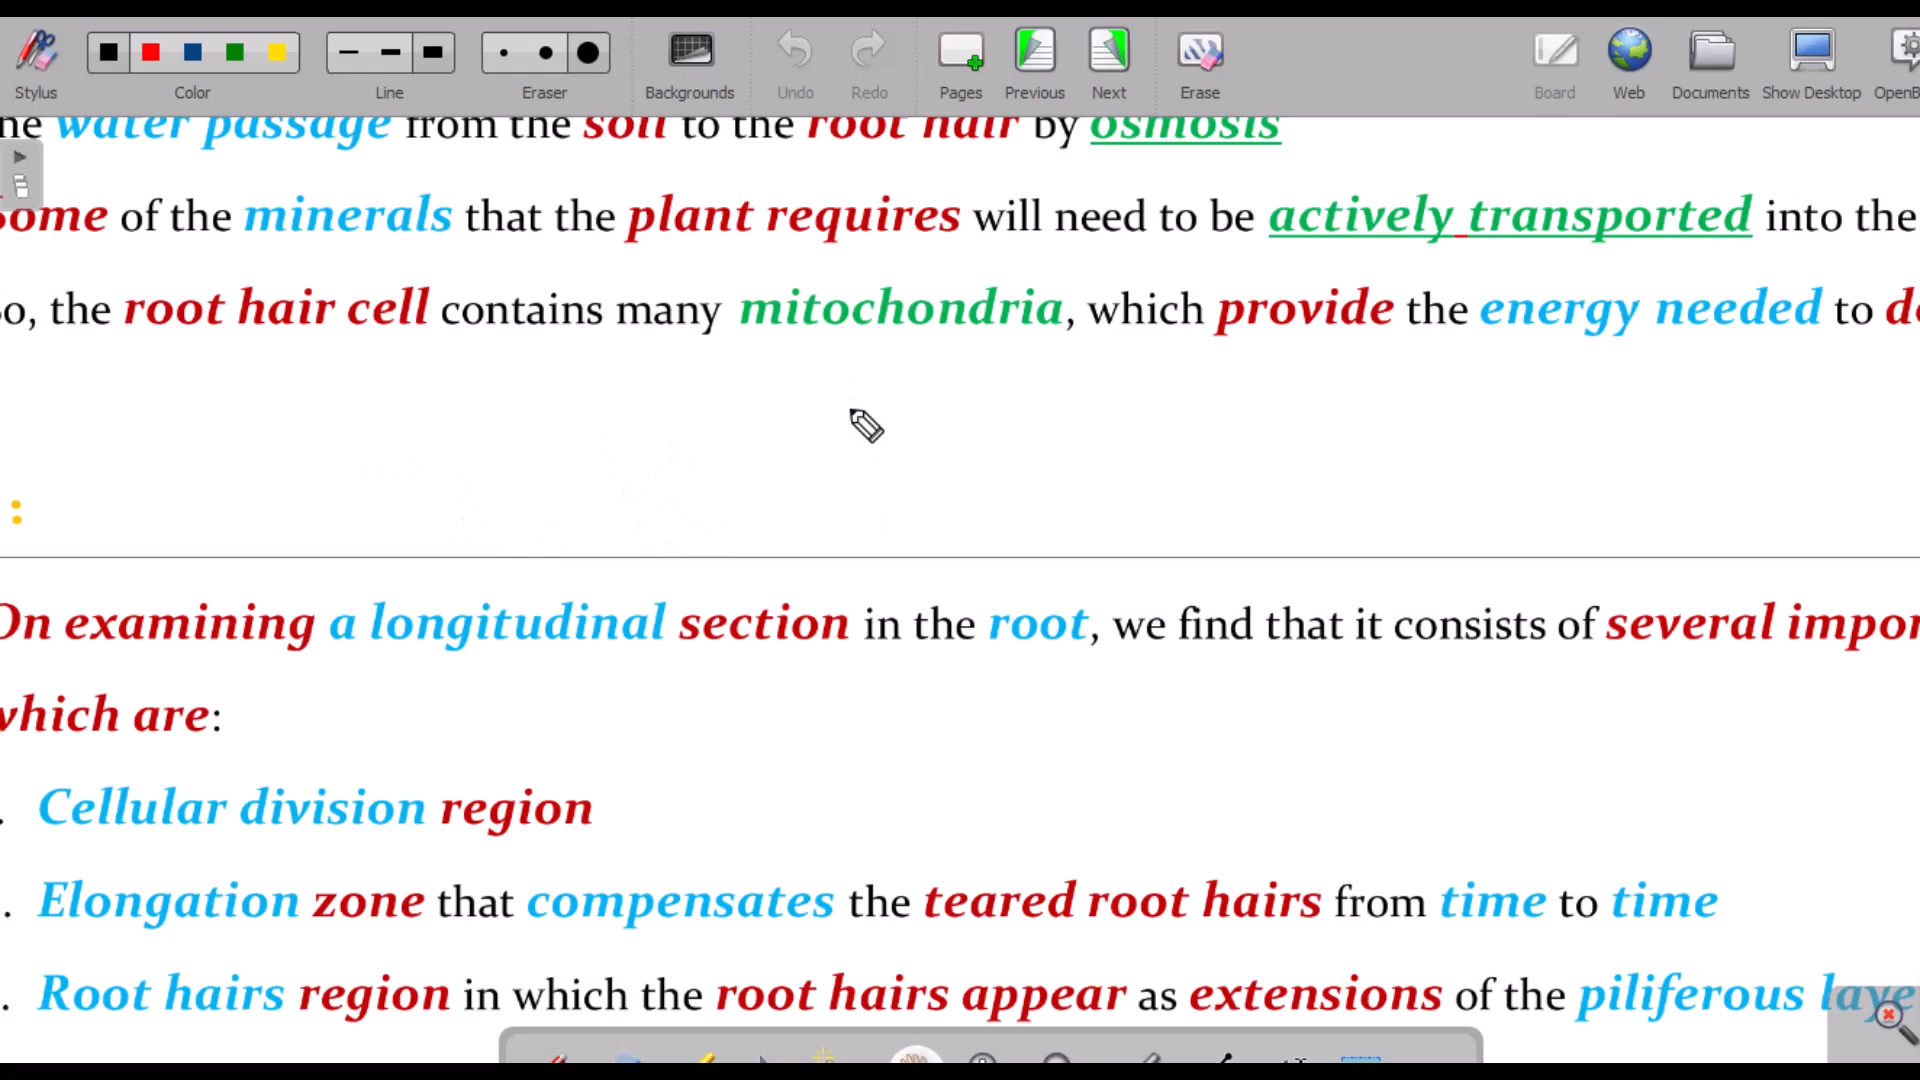 Stylus Color Line Eraser Backgrounds Undo Redo Pages Previous Next Erase Board Web Documents Show Desktop OpenB
he water passage from the soil to the root hair by osmosis
Some of the minerals that the plant requires will need to be actively transported into the
So, the root hair cell contains many mitochondria, which provide the energy needed to d
:
On examining a longitudinal section in the root, we find that it consists of several impor
which are:
. Cellular division region
. Elongation zone that compensates the teared root hairs from time to time
. Root hairs region in which the root hairs appear as extensions of the piliferous laye